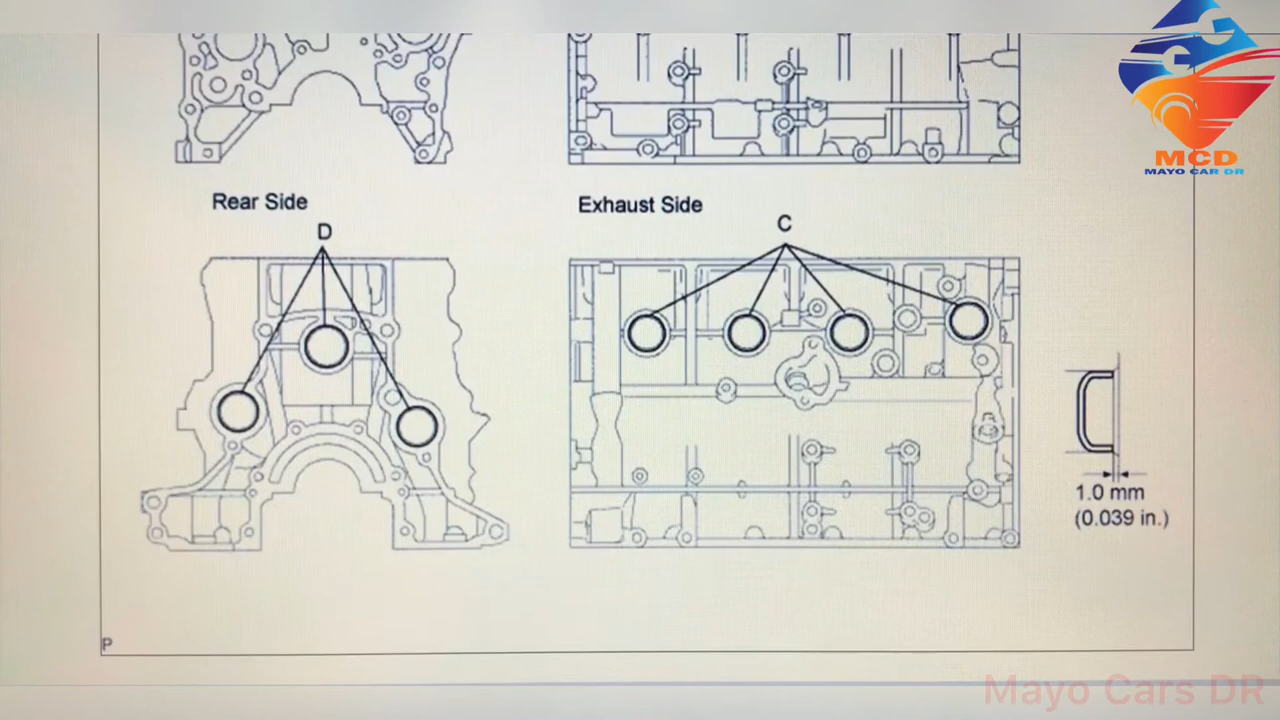 MCD
MAYO CAR DR
Rear Side
Exhaust Side
D
C
1.0 mm
(0.039 in.)
P
Mayo Cars DR